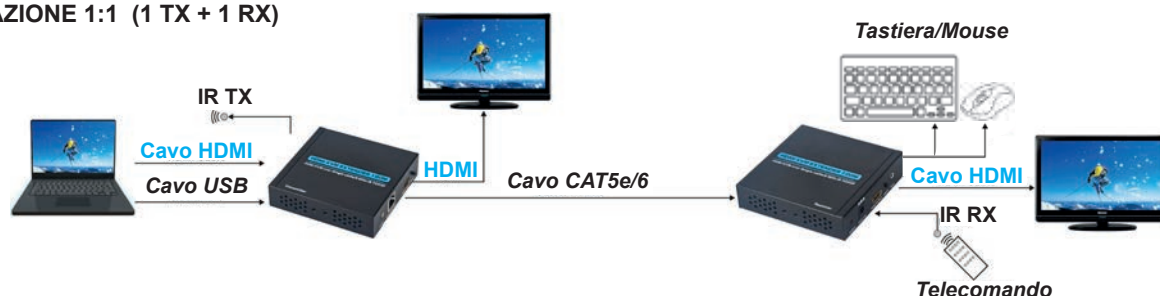 AZIONE 1:1 (1 TX + 1 RX)
Tastiera/Mouse
IR TX
Cavo HDMI
HDMI
Cavo USB
Cavo CAT5e/6
Cavo HDMI
IR RX
Telecomando